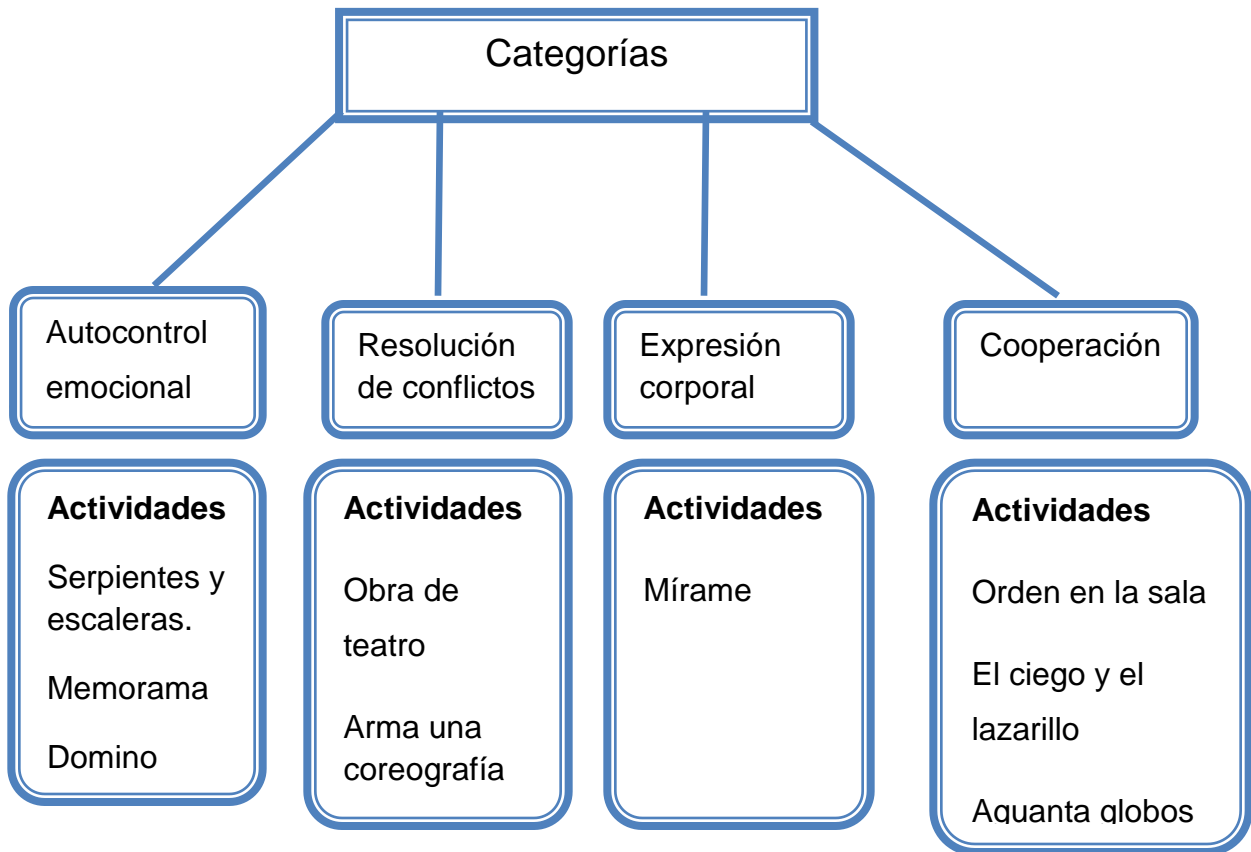 Categorías
Autocontrol
emocional
Resolución
de conflictos
Expresión
corporal
Cooperación
Actividades
Serpientes y
escaleras.
Memorama
Domino
Actividades
Obra de
teatro
Arma una
coreografía
Actividades
Mírame
Actividades
Orden en la sala
El ciego y el
lazarillo
Aguanta globos